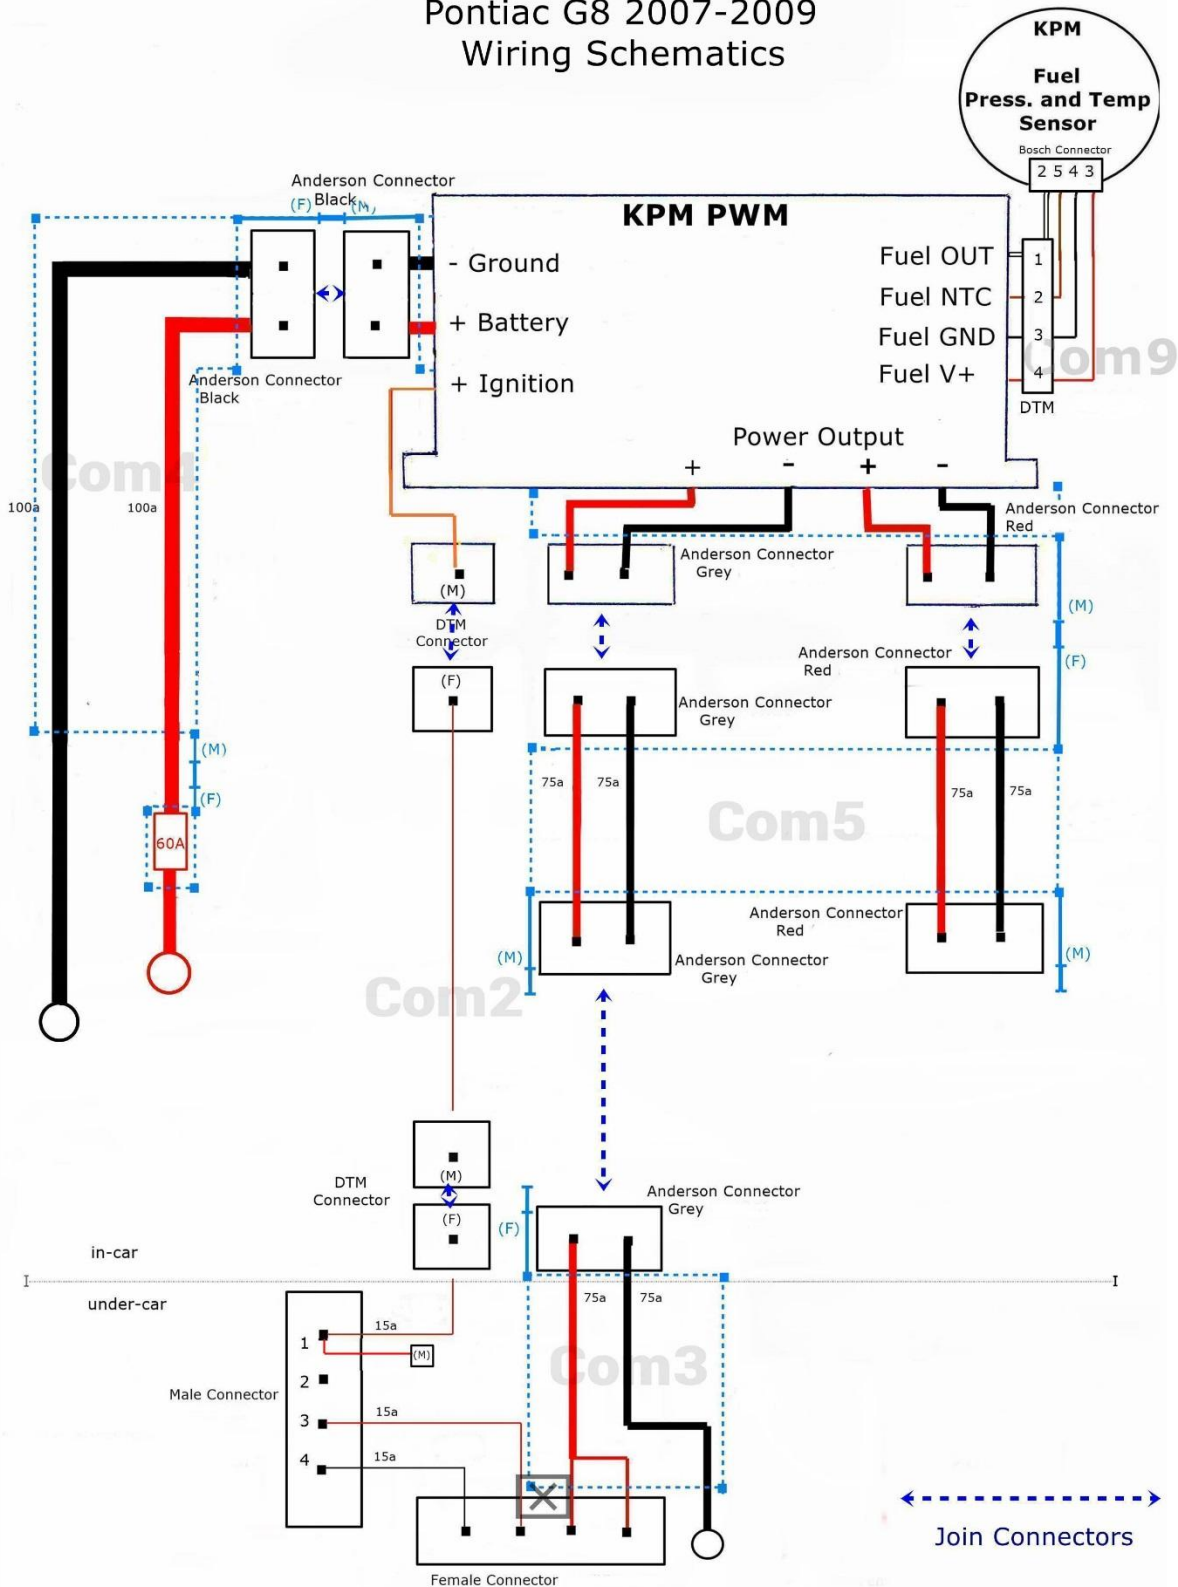 Pontiac G8 2007-2009
Wiring Schematics
KPM
Fuel
Press. and Temp
Sensor
Bosch Connector
2 5 4 3
Anderson Connector
Black
(F) (M)
KPM PWM
- Ground
+ Battery
+ Ignition
Fuel OUT
Fuel NTC
Fuel GND
Fuel V+
1
2
3
4
DTM
Com9
Anderson Connector
Black
Power Output
+ - + -
Com4
100a
100a
Anderson Connector
Red
Anderson Connector
Grey
(M)
(M)
DTM
Connector
(F)
Anderson Connector
Red
(F)
Anderson Connector
Grey
(M)
(F)
75a
75a
75a
75a
Com5
60A
Anderson Connector
Red
(M)
Anderson Connector
Grey
(M)
Com2
DTM
Connector
(M)
(F)
Anderson Connector
Grey
(F)
in-car
I I
under-car
75a
75a
15a
1
(M)
2
Male Connector
3
15a
4
15a
Com3
Join Connectors
Female Connector